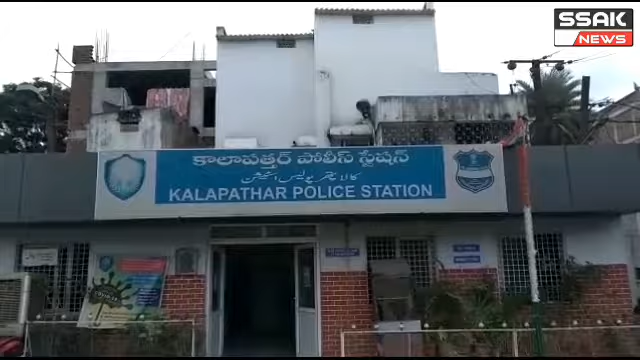 SSAK
NEWS
కాలాపత్తర్ పోలీస్ స్టేషన్
کالا پتھر پولیس اسٹیشن
KALAPATHAR POLICE STATION